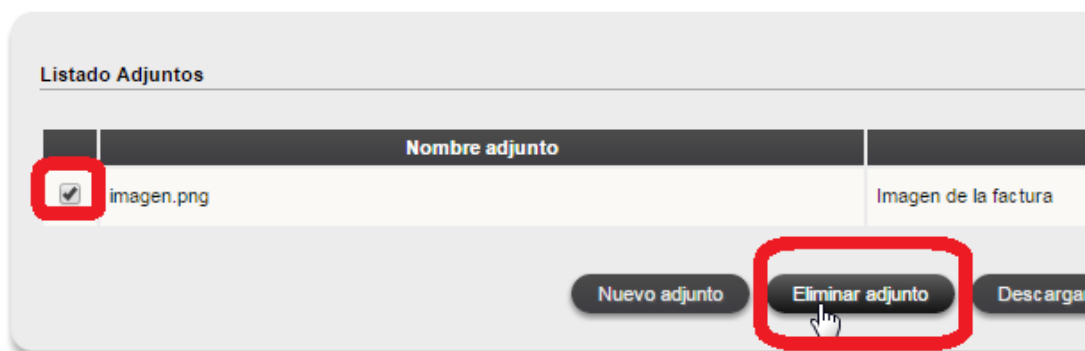 Listado Adjuntos
Nombre adjunto
imagen.png Imagen de la factura
Nuevo adjunto Eliminar adjunto Descargar